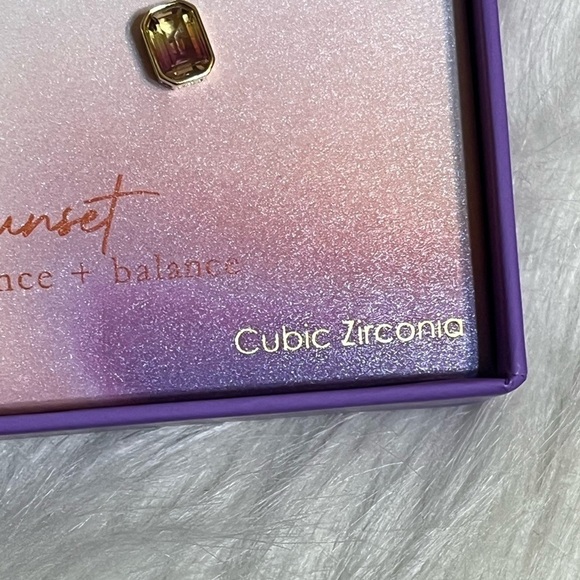 unset
nce + balance
Cubic Zirconia